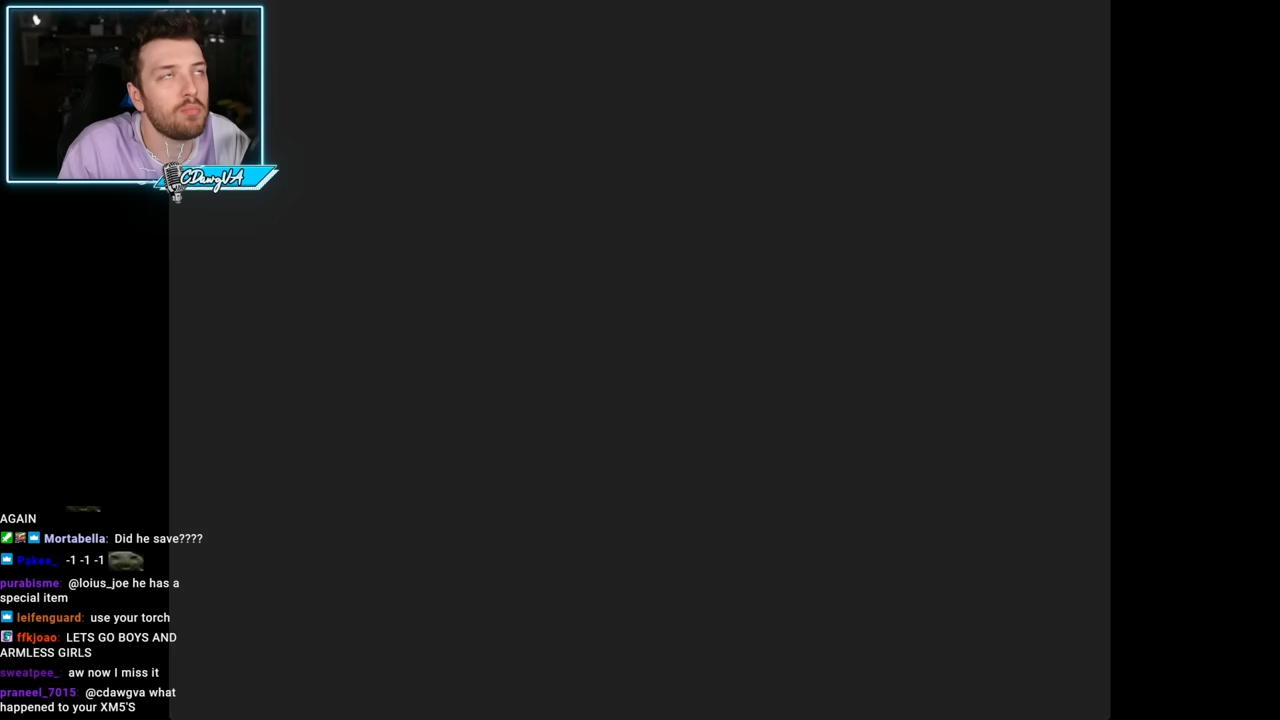 CDawgVA
AGAIN
Mortabella: Did he save????
Pokee_: -1 -1 -1
purabisme: @loius_joe he has a
special item
leifenguard: use your torch
ffkjoao: LETS GO BOYS AND
ARMLESS GIRLS
sweatpee_: aw now I miss it
praneel_7015: @cdawgva what
happened to your XM5'S